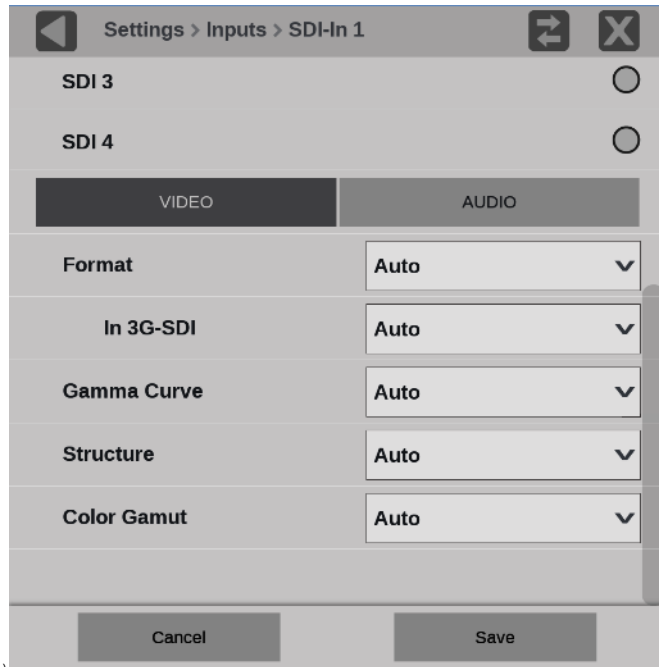 Settings > Inputs > SDI-In 1
SDI 3
SDI 4
VIDEO AUDIO
Format Auto
In 3G-SDI Auto
Gamma Curve Auto
Structure Auto
Color Gamut Auto
Cancel Save